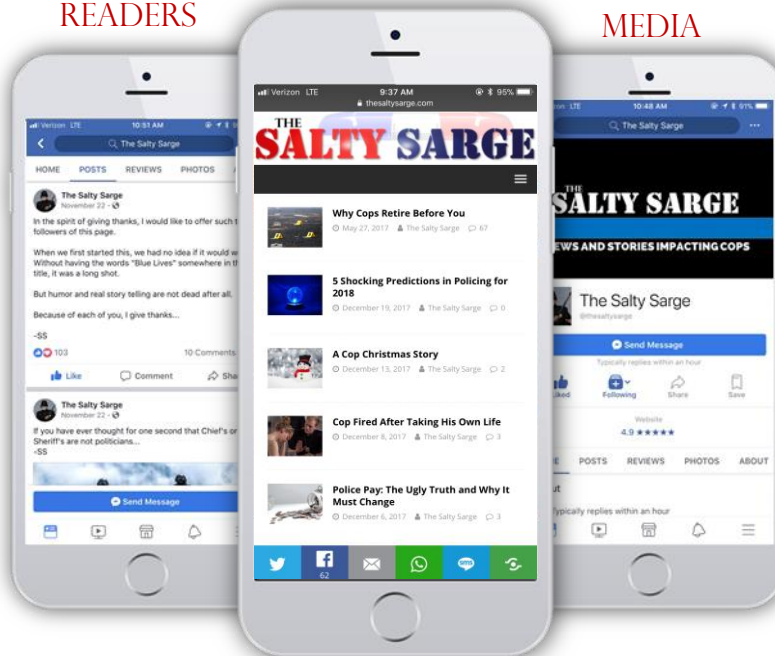 READERS
MEDIA
Verizon LTE 10:51 AM
The Salty Sarge
HOME POSTS REVIEWS PHOTOS
The Salty Sarge
November 22
In the spirit of giving thanks, I would like to offer such
followers of this page.
When we first started this, we had no idea if it would
Without having the words "Blue Lives" somewhere in
title, it was a long shot.
But humor and real story telling are not dead after all.
Because of each of you, I give thanks...
-SS
103 10 Comments
Like Comment
The Salty Sarge
November 22
If you have ever thought for one second that Chief's or
Sheriff's are not politicians...
-SS
Send Message
Verizon LTE 9:37 AM 95%
thesaltysarge.com
THE
SALTY SARGE
Why Cops Retire Before You
May 27, 2017 The Salty Sarge 67
5 Shocking Predictions in Policing for
2018
December 19, 2017 The Salty Sarge 0
A Cop Christmas Story
December 13, 2017 The Salty Sarge 2
Cop Fired After Taking His Own Life
December 8, 2017 The Salty Sarge 3
Police Pay: The Ugly Truth and Why It
Must Change
December 6, 2017 The Salty Sarge 3
62
sms
LTE 10:48 AM 91%
The Salty Sarge
THE
SALTY SARGE
EWS AND STORIES IMPACTING COPS
The Salty Sarge
@thesaltysarge
Send Message
Typically replies within an hour
Liked Following Share Save
Website
4.9 ★★★★★
POSTS REVIEWS PHOTOS ABOUT
Typically replies within an hour